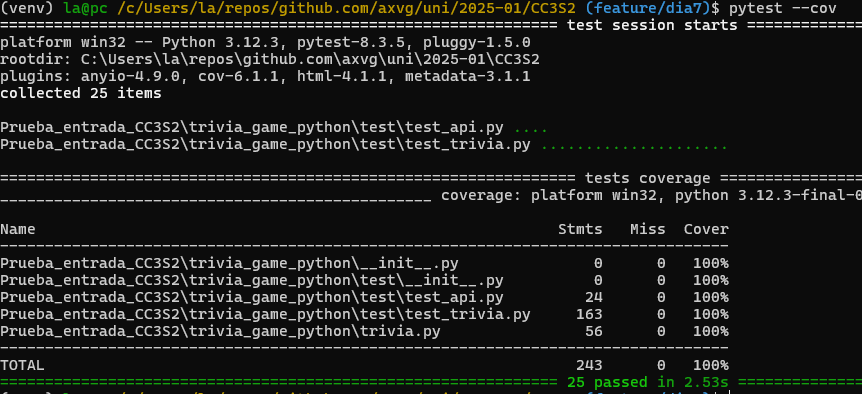 (venv) la@pc /c/Users/la/repos/github.com/axvg/uni/2025-01/CC3S2 (feature/dia7)$ pytest --cov
============================================================== test session starts =============
platform win32 -- Python 3.12.3, pytest-8.3.5, pluggy-1.5.0
rootdir: C:\Users\la\repos\github.com\axvg\uni\2025-01\CC3S2
plugins: anyio-4.9.0, cov-6.1.1, html-4.1.1, metadata-3.1.1
collected 25 items
Prueba_entrada_CC3S2\trivia_game_python\test\test_api.py ....
Prueba_entrada_CC3S2\trivia_game_python\test\test_trivia.py .....................
================================================================ tests coverage ================
________________________________________________ coverage: platform win32, python 3.12.3-final-0
Name Stmts Miss Cover
---------------------------------------------------------------------------------
Prueba_entrada_CC3S2\trivia_game_python\__init__.py 0 0 100%
Prueba_entrada_CC3S2\trivia_game_python\test\__init__.py 0 0 100%
Prueba_entrada_CC3S2\trivia_game_python\test\test_api.py 24 0 100%
Prueba_entrada_CC3S2\trivia_game_python\test\test_trivia.py 163 0 100%
Prueba_entrada_CC3S2\trivia_game_python\trivia.py 56 0 100%
---------------------------------------------------------------------------------
TOTAL 243 0 100%
============================================================== 25 passed in 2.53s ==============